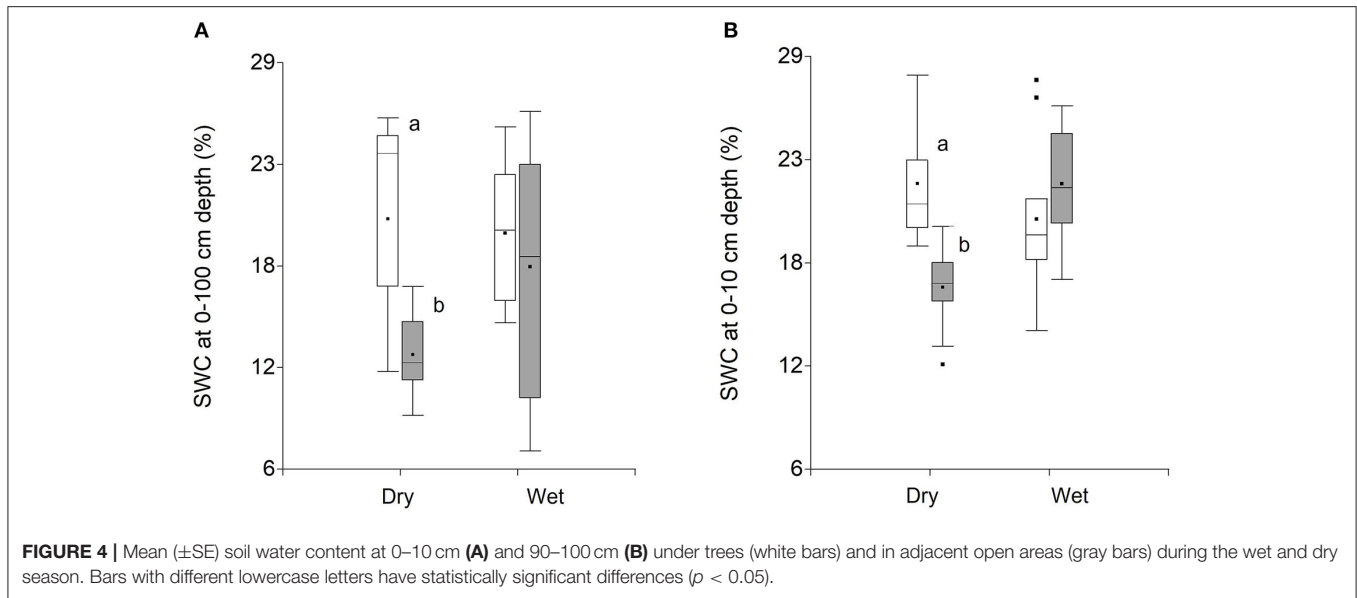 A
29
23
18
12
6
SWC at 0-100 cm depth (%)
a
b
Dry Wet
B
29
23
18
12
6
SWC at 0-10 cm depth (%)
a
b
Dry Wet
FIGURE 4 | Mean (±SE) soil water content at 0–10 cm (A) and 90–100 cm (B) under trees (white bars) and in adjacent open areas (gray bars) during the wet and dry
season. Bars with different lowercase letters have statistically significant differences (p < 0.05).